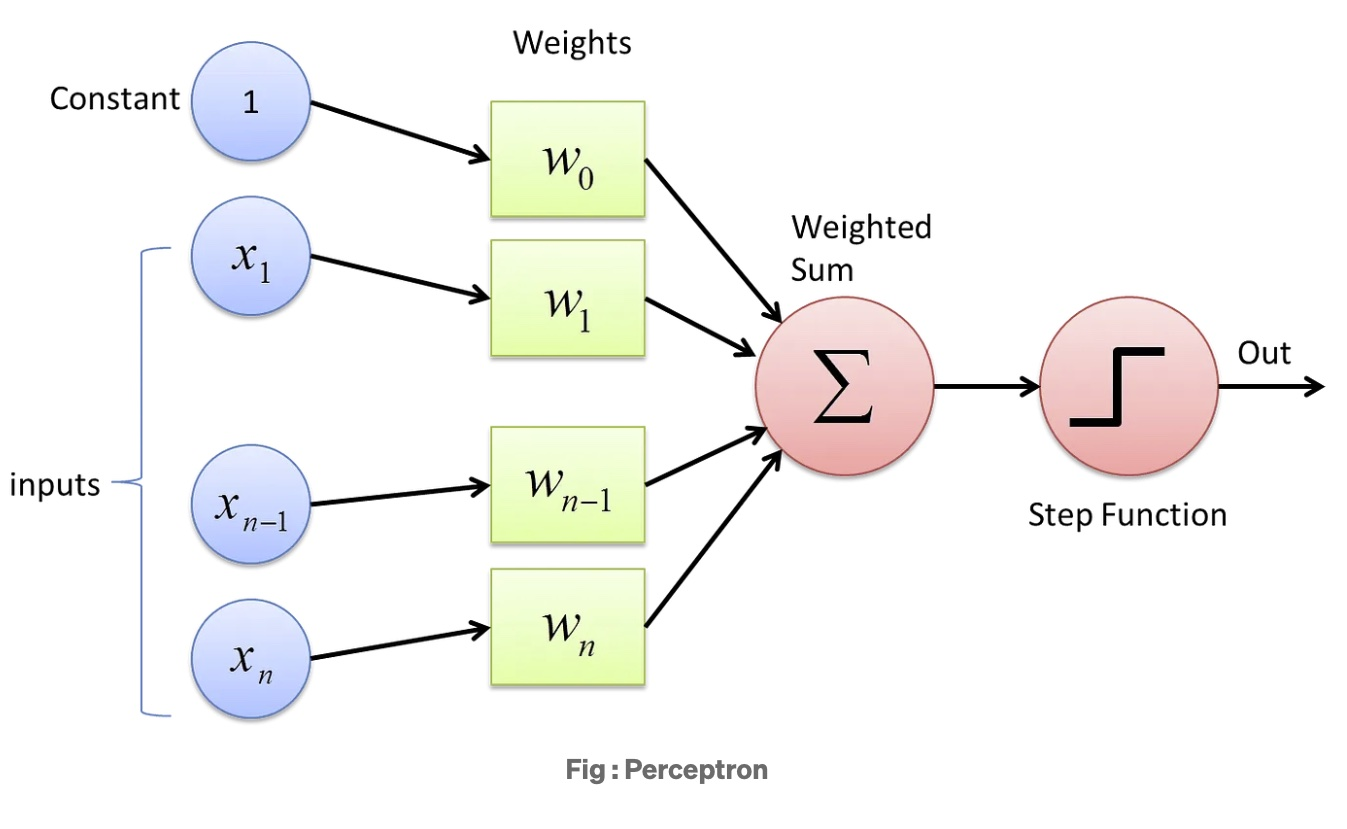 Weights
Constant
1
w0
x1
w1
Weighted
Sum
Σ
Out
inputs
xn−1
wn−1
Step Function
xn
wn
Fig : Perceptron